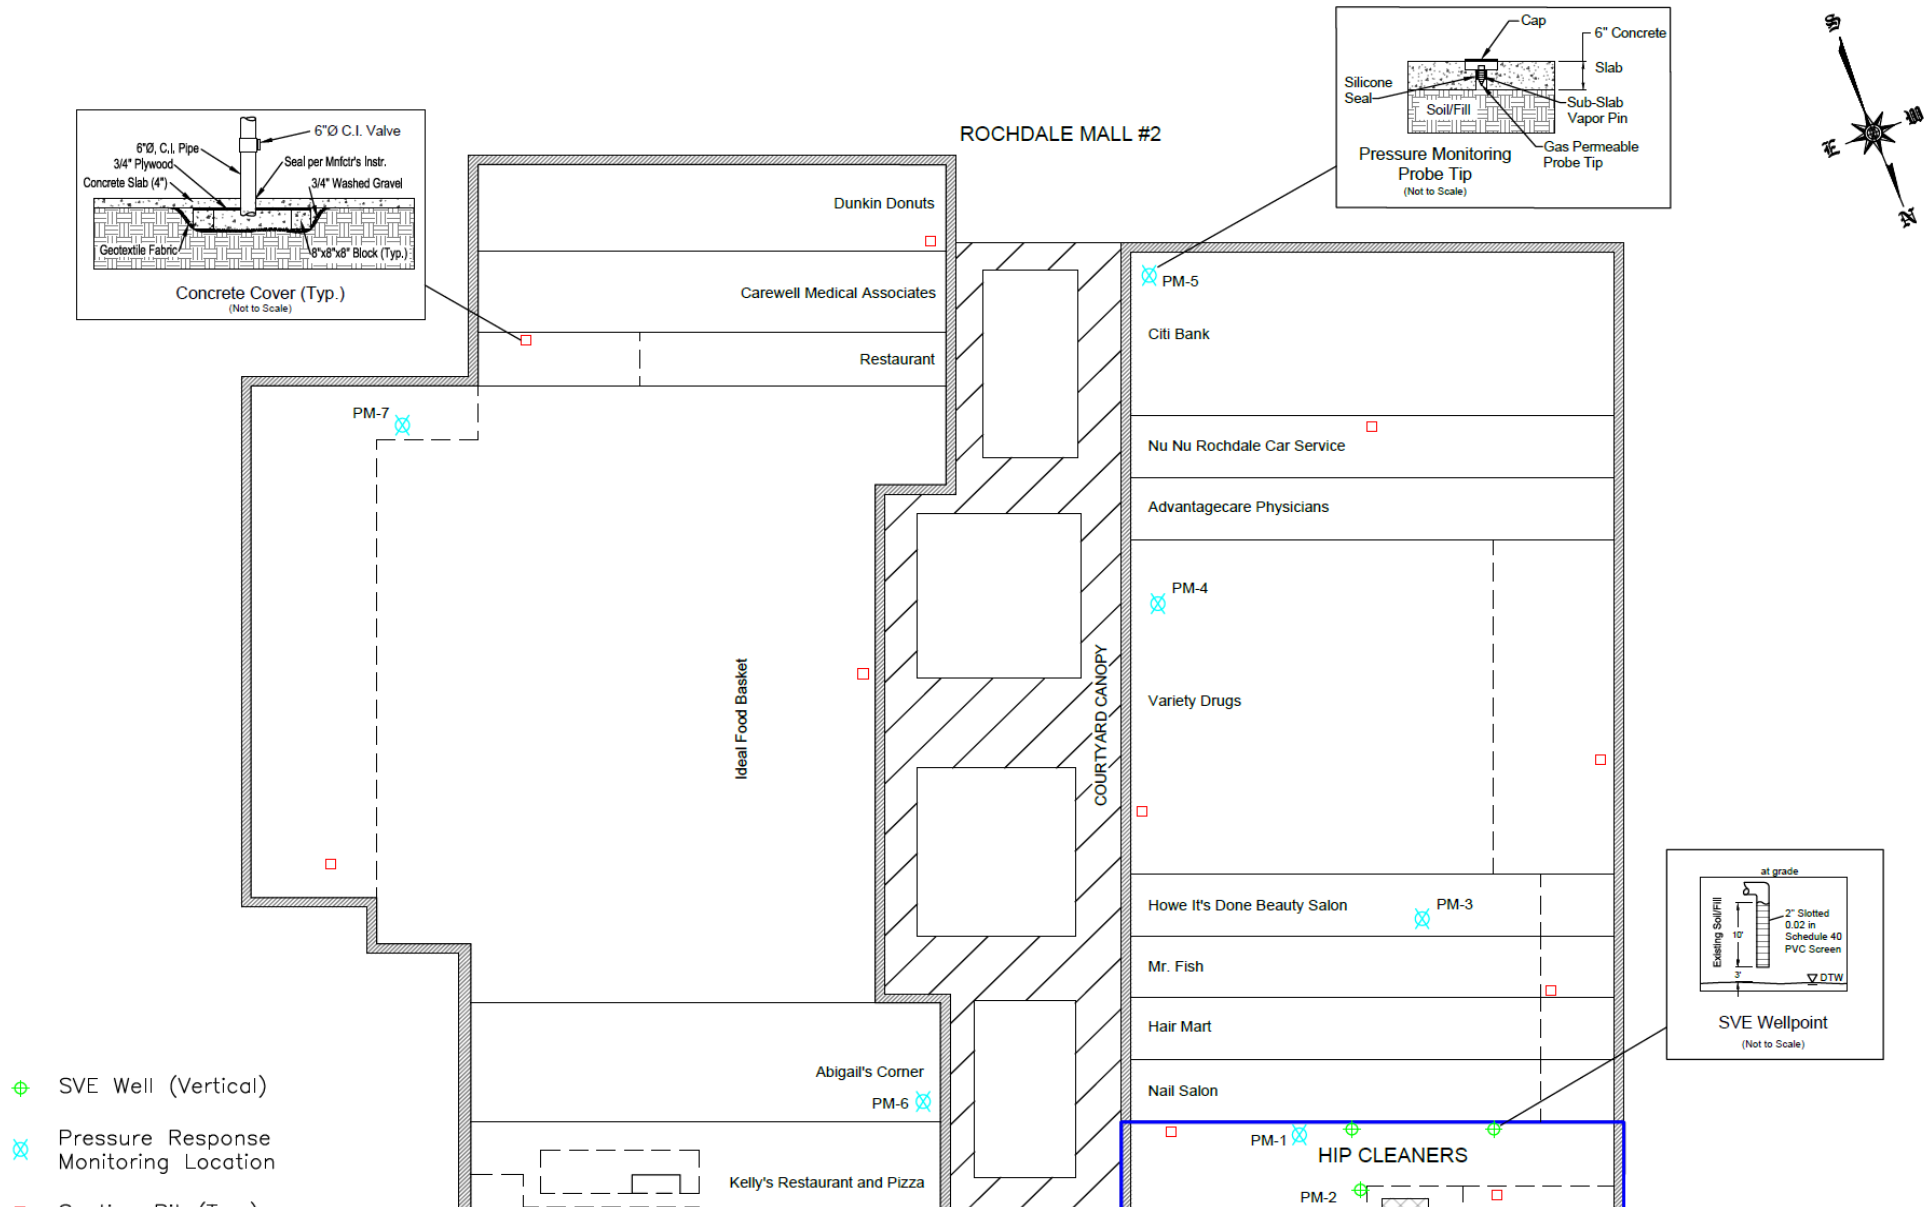 ROCHDALE MALL #2
6"Ø C.I. Valve
6"Ø, C.I. Pipe
3/4" Plywood
Seal per Mnfctr's Instr.
Concrete Slab (4")
3/4" Washed Gravel
Geotextile Fabric
8"x8"x8" Block (Typ.)
Concrete Cover (Typ.)
(Not to Scale)
Cap
6" Concrete
Slab
Silicone
Seal
Soil/Fill
Sub-Slab
Vapor Pin
Gas Permeable
Probe Tip
Pressure Monitoring
Probe Tip
(Not to Scale)
S
W
E
N
Dunkin Donuts
Carewell Medical Associates
Restaurant
PM-7
Ideal Food Basket
Abigail's Corner
PM-6
Kelly's Restaurant and Pizza
COURTYARD CANOPY
PM-5
Citi Bank
Nu Nu Rochdale Car Service
Advantagecare Physicians
PM-4
Variety Drugs
Howe It's Done Beauty Salon
PM-3
Mr. Fish
Hair Mart
Nail Salon
PM-1
HIP CLEANERS
PM-2
at grade
Existing Soil/Fill
10'
3'
2" Slotted
0.02 in
Schedule 40
PVC Screen
DTW
SVE Wellpoint
(Not to Scale)
SVE Well (Vertical)
Pressure Response
Monitoring Location